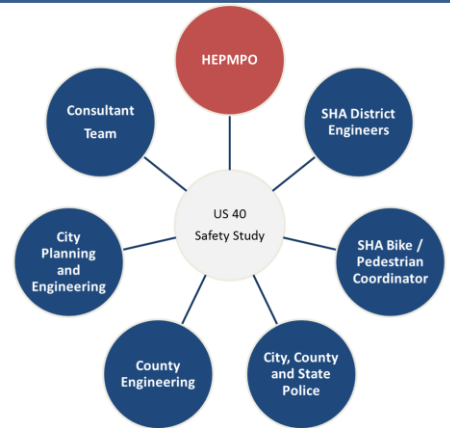 HEPMPO
SHA District
Engineers
SHA Bike /
Pedestrian
Coordinator
City, County
and State
Police
County
Engineering
City
Planning
and
Engineering
Consultant
Team
US 40
Safety Study